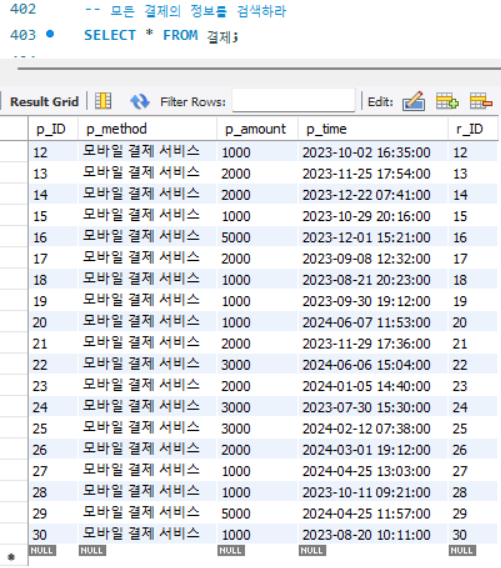 402 -- 모든 결제의 정보를 검색하라
403 SELECT * FROM 결제;
Result Grid Filter Rows: Edit:
p_ID p_method p_amount p_time r_ID
12 모바일 결제 서비스 1000 2023-10-02 16:35:00 12
13 모바일 결제 서비스 2000 2023-11-25 17:54:00 13
14 모바일 결제 서비스 2000 2023-12-22 07:41:00 14
15 모바일 결제 서비스 1000 2023-10-29 20:16:00 15
16 모바일 결제 서비스 5000 2023-12-01 15:21:00 16
17 모바일 결제 서비스 2000 2023-09-08 12:32:00 17
18 모바일 결제 서비스 1000 2023-08-21 20:23:00 18
19 모바일 결제 서비스 1000 2023-09-30 19:12:00 19
20 모바일 결제 서비스 1000 2024-06-07 11:53:00 20
21 모바일 결제 서비스 2000 2023-11-29 17:36:00 21
22 모바일 결제 서비스 3000 2024-06-06 15:04:00 22
23 모바일 결제 서비스 2000 2024-01-05 14:40:00 23
24 모바일 결제 서비스 3000 2023-07-30 15:30:00 24
25 모바일 결제 서비스 3000 2024-02-12 07:38:00 25
26 모바일 결제 서비스 2000 2024-03-01 19:12:00 26
27 모바일 결제 서비스 1000 2024-04-25 13:03:00 27
28 모바일 결제 서비스 1000 2023-10-11 09:21:00 28
29 모바일 결제 서비스 5000 2024-04-25 11:57:00 29
30 모바일 결제 서비스 1000 2023-08-20 10:11:00 30
NULL NULL NULL NULL NULL